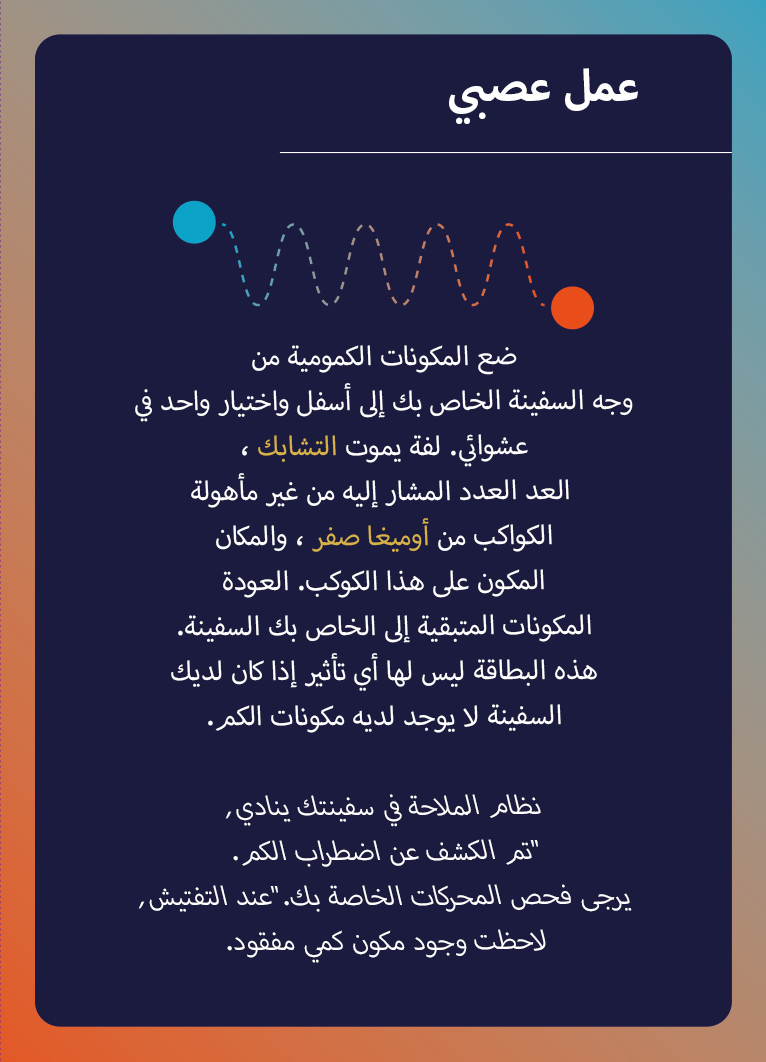 عمل عصبي
ضع المكونات الكمومية من
وجه السفينة الخاص بك إلى أسفل واختيار واحد في
عشوائي. لفة يموت التشابك ،
العد العدد المشار إليه من غير مأهولة
الكواكب من أوميغا صفر ، والمكان
المكون على هذا الكوكب. العودة
المكونات المتبقية إلى الخاص بك السفينة.
هذه البطاقة ليس لها أي تأثير إذا كان لديك
السفينة لا يوجد لديه مكونات الكم.
نظام الملاحة في سفينتك ينادي,
"تم الكشف عن اضطراب الكم.
يرجى فحص المحركات الخاصة بك."عند التفتيش,
لاحظت وجود مكون كمي مفقود.